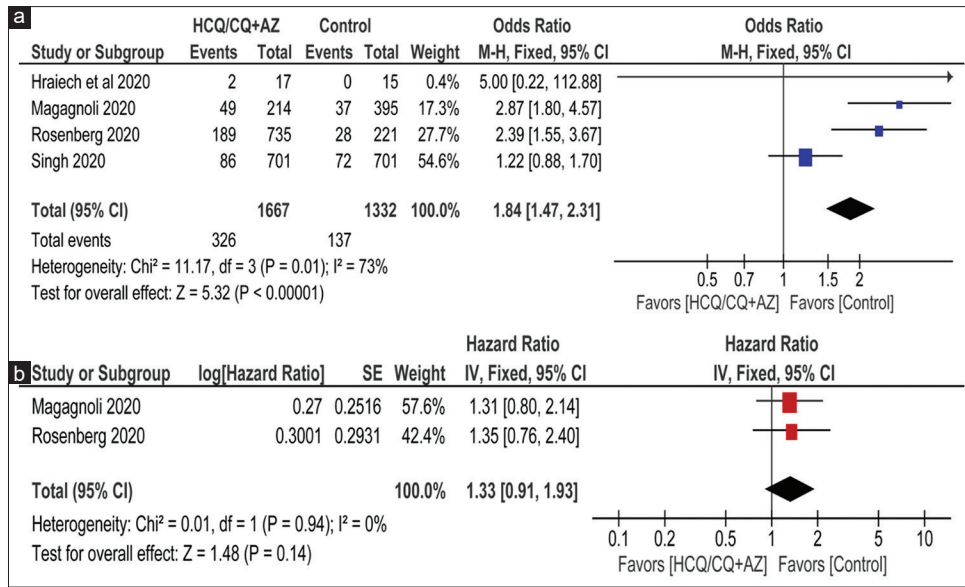 a
HCQ/CQ+AZ Control Odds Ratio Odds Ratio
Study or Subgroup Events Total Events Total Weight M-H, Fixed, 95% CI M-H, Fixed, 95% CI
Hraiech et al 2020 2 17 0 15 0.4% 5.00 [0.22, 112.88]
Magagnoli 2020 49 214 37 395 17.3% 2.87 [1.80, 4.57]
Rosenberg 2020 189 735 28 221 27.7% 2.39 [1.55, 3.67]
Singh 2020 86 701 72 701 54.6% 1.22 [0.88, 1.70]
Total (95% CI) 1667 1332 100.0% 1.84 [1.47, 2.31]
Total events 326 137
Heterogeneity: Chi² = 11.17, df = 3 (P = 0.01); I² = 73%
Test for overall effect: Z = 5.32 (P < 0.00001)
0.5 0.7 1 1.5 2
Favors [HCQ/CQ+AZ] Favors [Control]
b
Hazard Ratio Hazard Ratio
Study or Subgroup log[Hazard Ratio] SE Weight IV, Fixed, 95% CI IV, Fixed, 95% CI
Magagnoli 2020 0.27 0.2516 57.6% 1.31 [0.80, 2.14]
Rosenberg 2020 0.3001 0.2931 42.4% 1.35 [0.76, 2.40]
Total (95% CI) 100.0% 1.33 [0.91, 1.93]
Heterogeneity: Chi² = 0.01, df = 1 (P = 0.94); I² = 0%
Test for overall effect: Z = 1.48 (P = 0.14)
0.1 0.2 0.5 1 2 5 10
Favors [HCQ/CQ+AZ] Favors [Control]